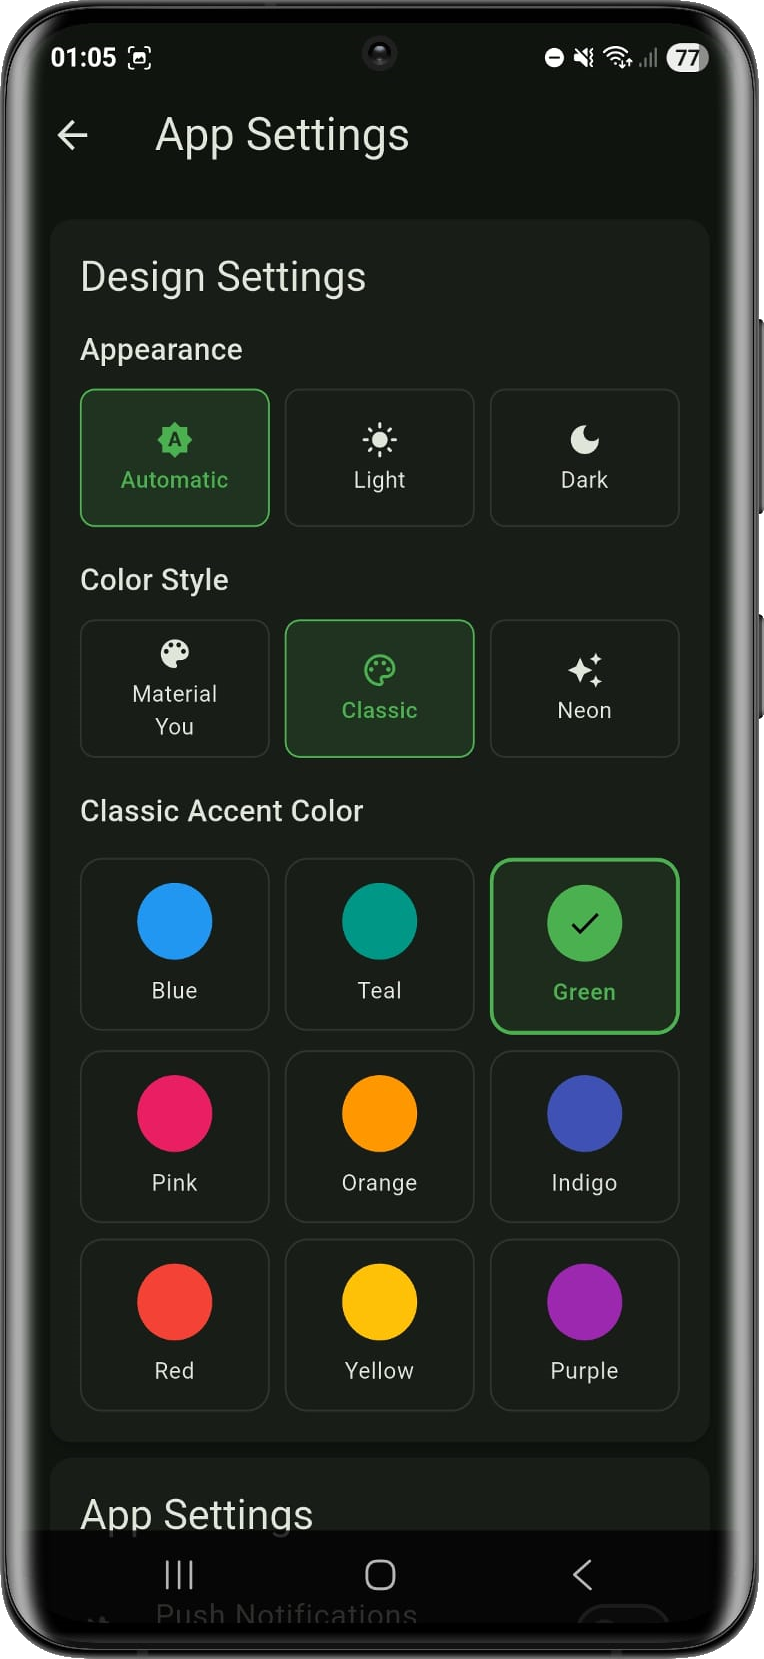 01:05
77
App Settings
Design Settings
Appearance
A
Automatic
Light
Dark
Color Style
Material
You
Classic
Neon
Classic Accent Color
Blue
Teal
Green
Pink
Orange
Indigo
Red
Yellow
Purple
App Settings
Push Notifications